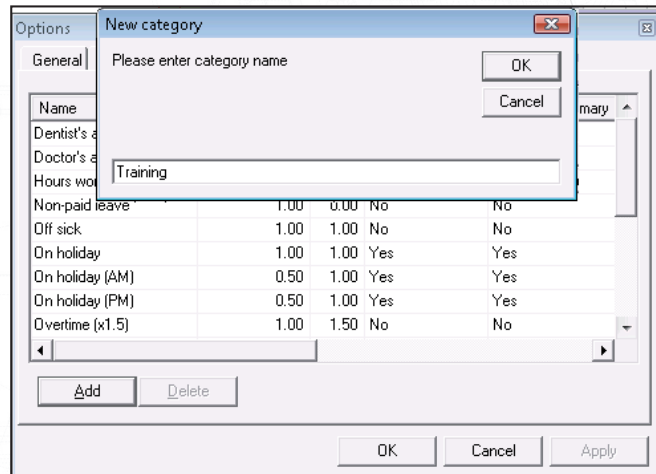 Options
New category
General
Please enter category name
OK
Cancel
Training
Name
mary
Dentist's
Doctor's
Hours
Non-paid leave 1.00 0.00 No No
Off sick 1.00 1.00 No No
On holiday 1.00 1.00 Yes Yes
On holiday (AM) 0.50 1.00 Yes Yes
On holiday (PM) 0.50 1.00 Yes Yes
Overtime (x1.5) 1.00 1.50 No No
Add Delete
OK Cancel Apply